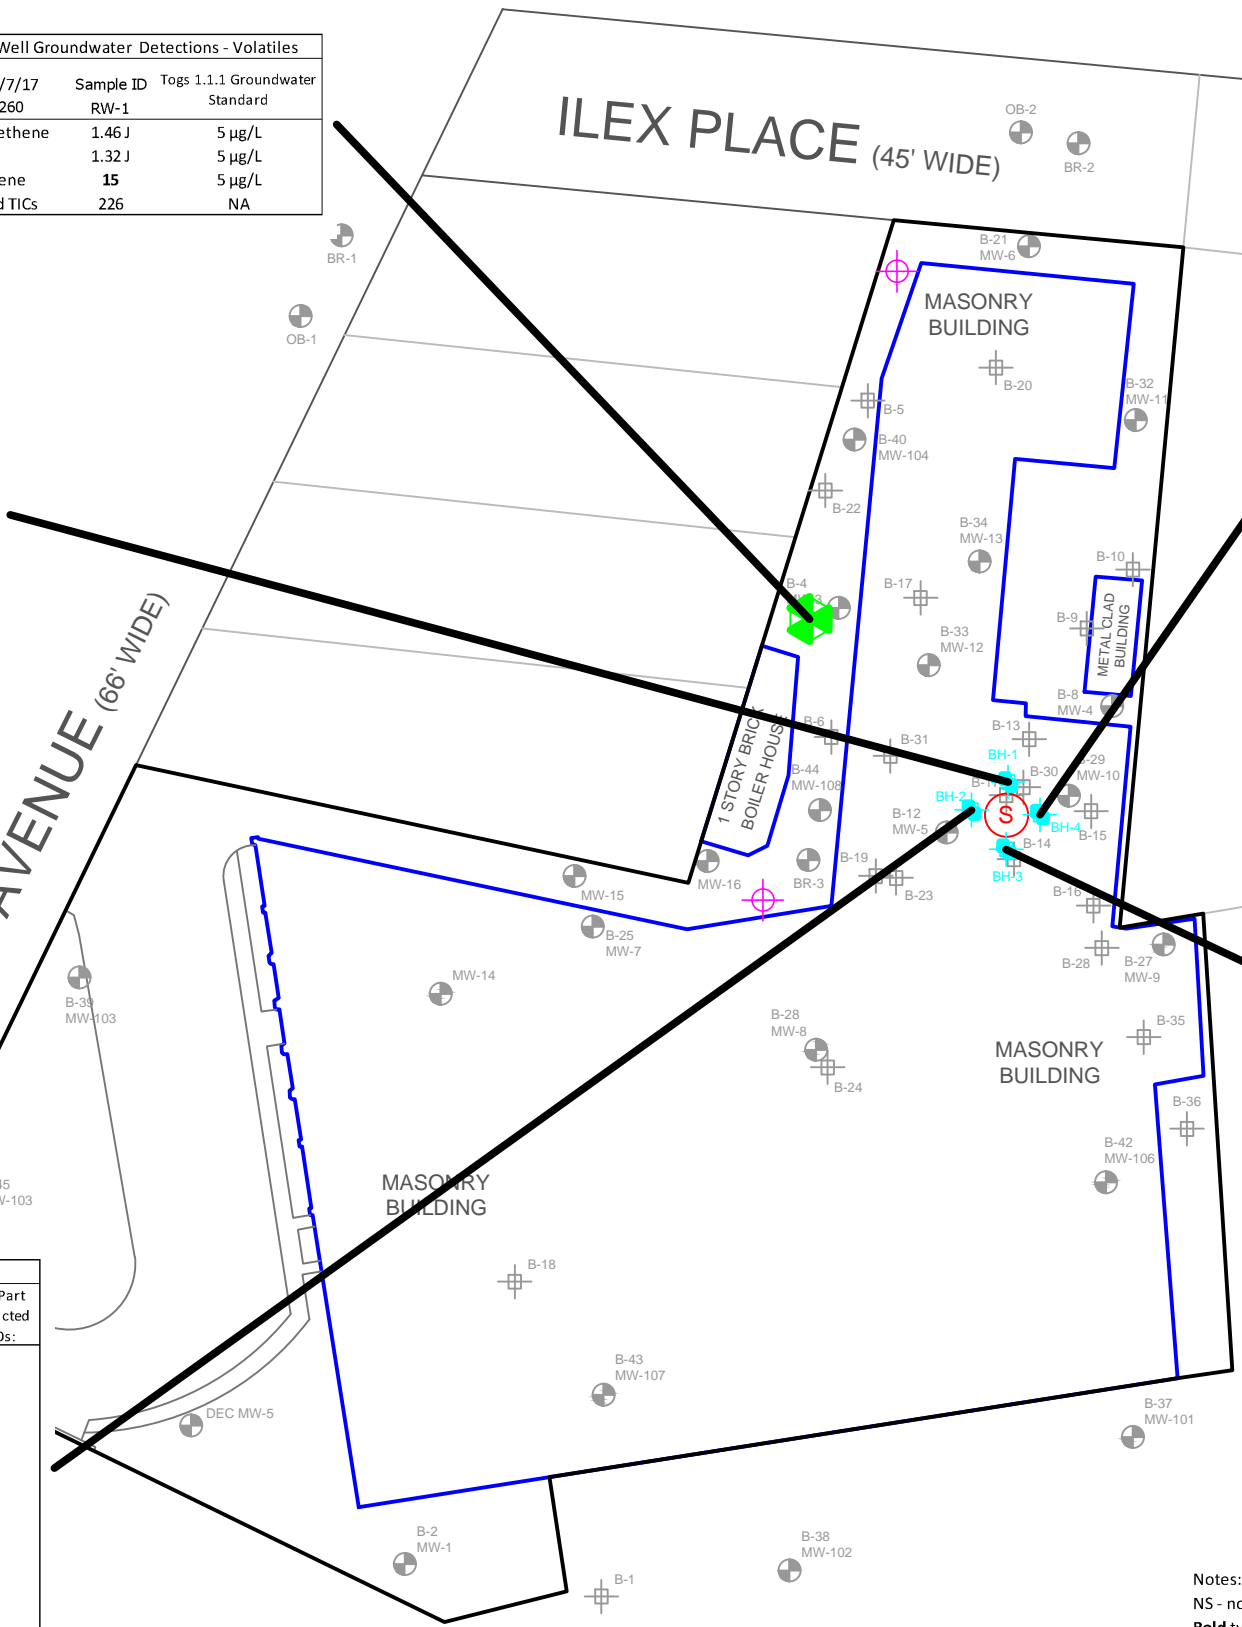 Well Groundwater Detections - Volatiles
/7/17 Sample ID Togs 1.1.1 Groundwater
260 RW-1 Standard
ethene 1.46 J 5 µg/L
1.32 J 5 µg/L
ene 15 5 µg/L
d TICs 226 NA
ILEX PLACE (45' WIDE)
OB-2
BR-2
BR-1
OB-1
B-21
MW-6
MASONRY
BUILDING
B-20
B-32
MW-11
B-5
B-40
MW-104
B-22
B-34
MW-13
B-10
B-4
B-17
B-9
METAL CLAD
BUILDING
B-33
MW-12
AVENUE (66' WIDE)
B-8
MW-4
B-6
B-31
B-13
1 STORY BRICK
BOILER HOUSE
BH-1
B-29
MW-10
B-30
B-44
MW-108
BH-2
S
BH-4
B-15
B-12
MW-5
B-14
BH-3
B-19
B-23
B-16
MW-16
BR-3
MW-15
B-25
MW-7
B-28
B-27
MW-9
MW-14
B-39
MW-103
B-28
MW-8
B-24
B-35
MASONRY
BUILDING
B-36
B-42
MW-106
45
W-103
MASONRY
BUILDING
B-18
Part
cted
Os:
B-43
MW-107
DEC MW-5
B-37
MW-101
B-2
MW-1
B-38
MW-102
B-1
Notes:
NS - no